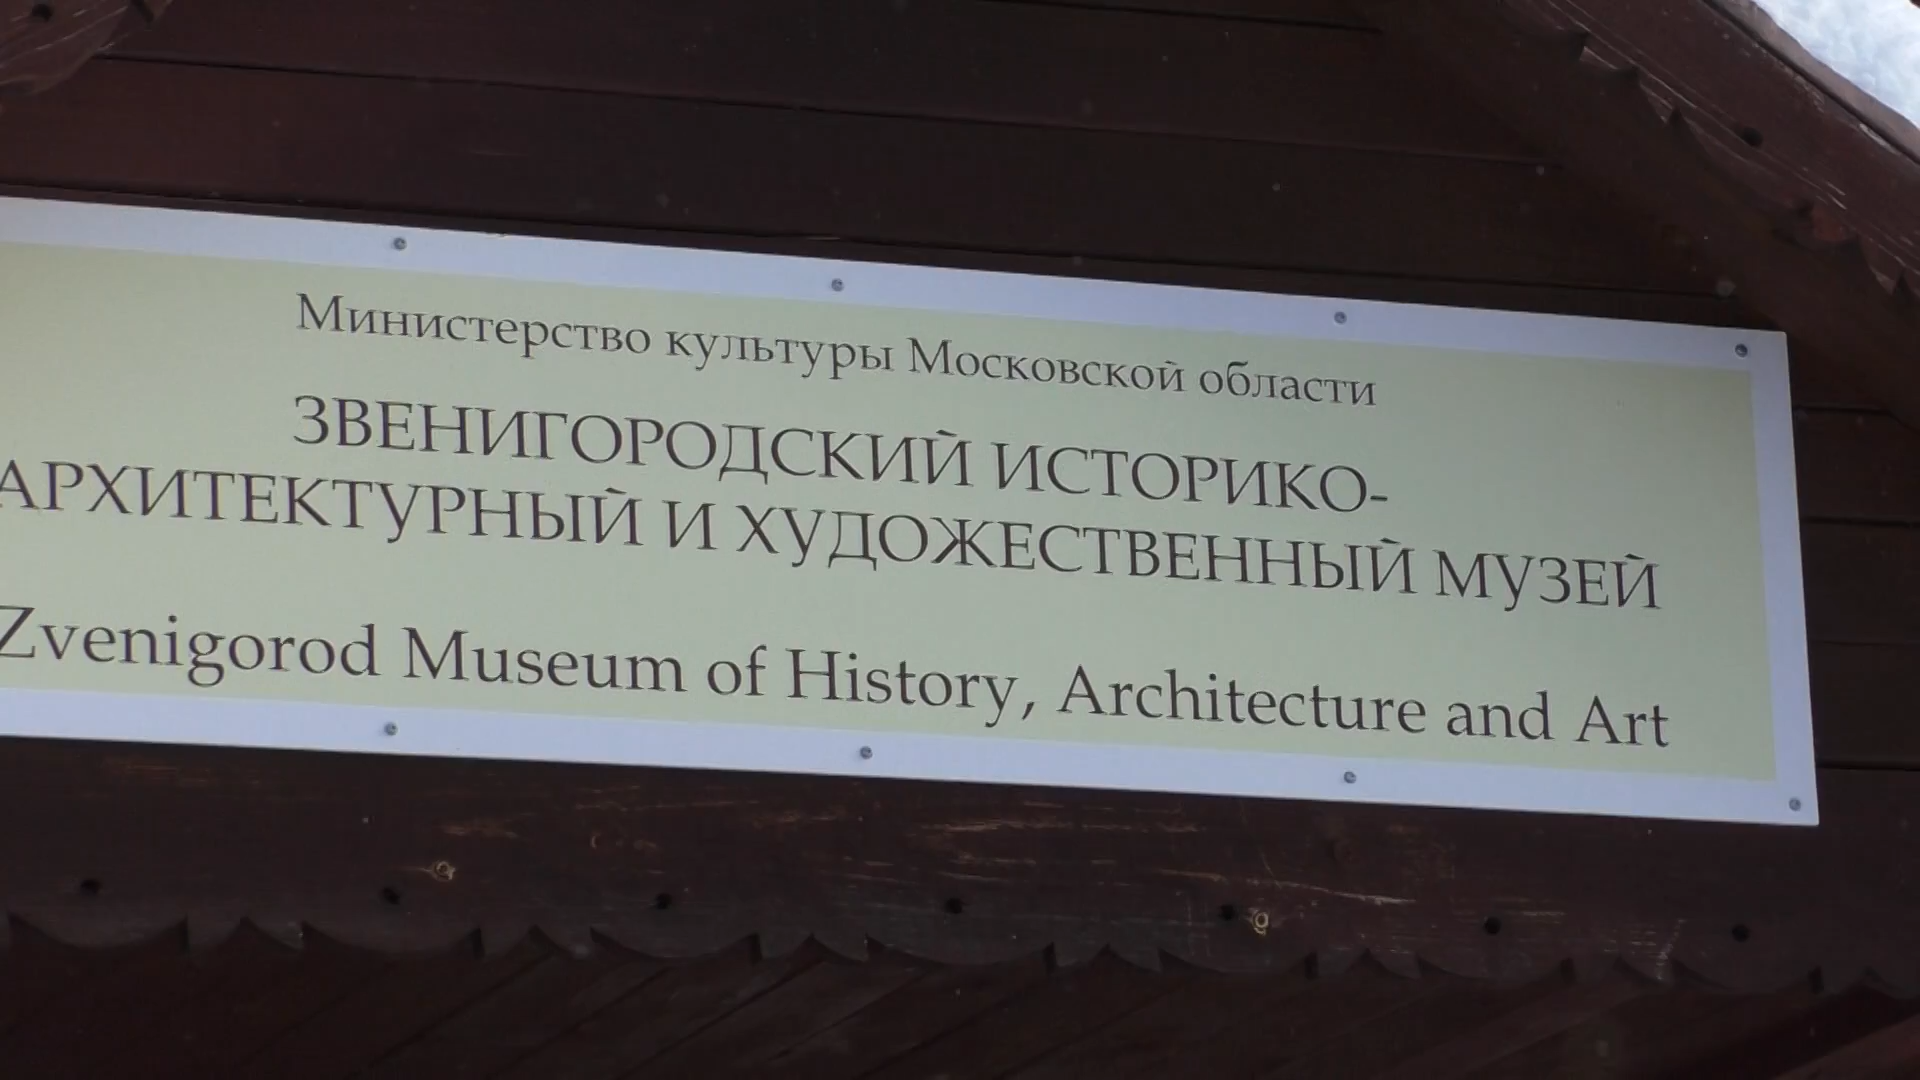 Министерство культуры Московской области
ЗВЕНИГОРОДСКИЙ ИСТОРИКО-
АРХИТЕКТУРНЫЙ И ХУДОЖЕСТВЕННЫЙ МУЗЕЙ
Zvenigorod Museum of History, Architecture and Art